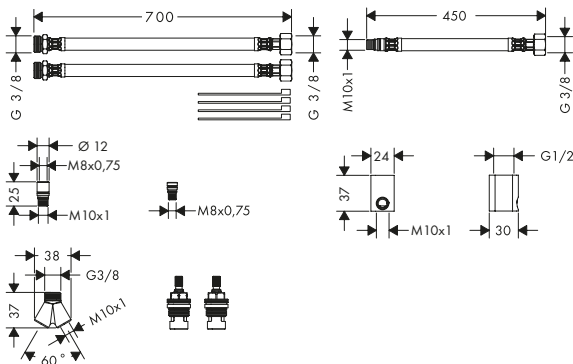 700
450
G 3/8
G 3/8
M10x1
G 3/8
Ø 12
M8x0,75
25
M10x1
M8x0,75
24
37
M10x1
G1/2
30
38
G3/8
37
M10x1
60°